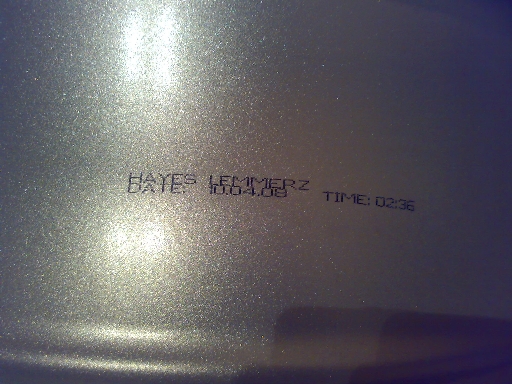 HAYES LEMMERZ
DATE: 10.04.08 TIME: 02:36